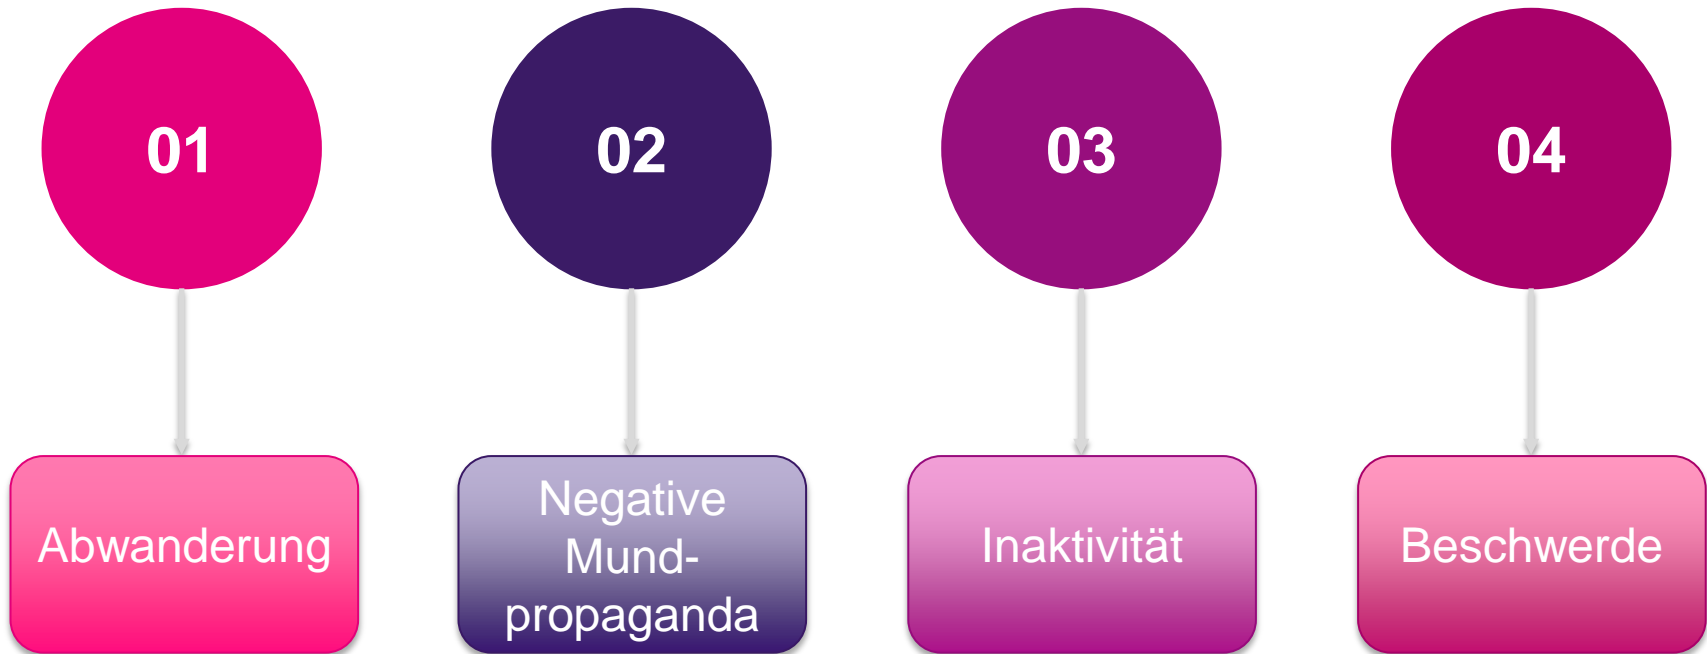 01
02
03
04
Abwanderung
Negative
Mund-
propaganda
Inaktivität
Beschwerde